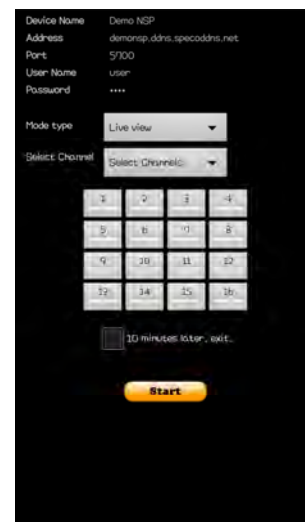 Device Name Demo NSP
Address demonsp.ddns.specoddns.net
Port 5700
User Name user
Password ••••
Mode type Live view
Select Channel Select Channels
1 2 3 4
5 6 7 8
9 10 11 12
13 14 15 16
10 minutes later, exit.
Start